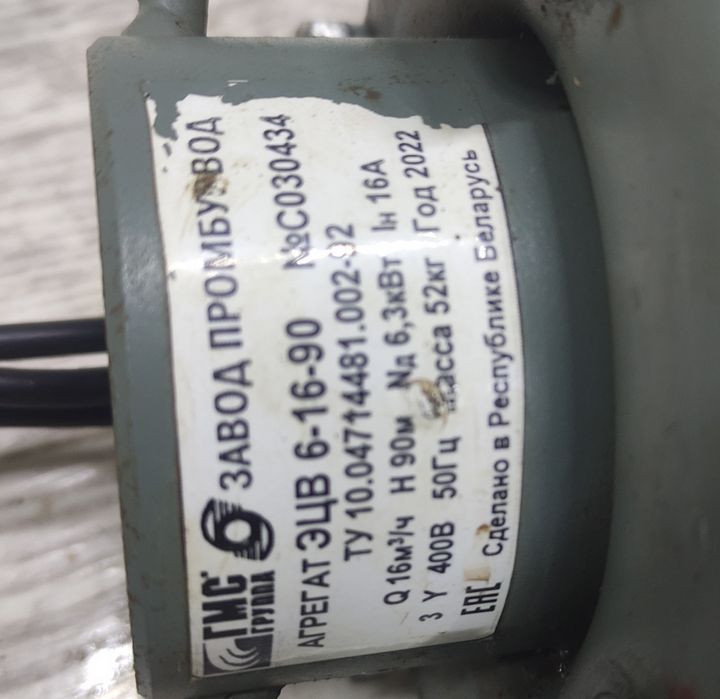 ГМС ГРУППА ЗАВОД ПРОМБУРВОД
АГРЕГАТ ЭЦВ 6-16-90 №С030434
ТУ 10.04714481.002-92
Q 16м³/ч Н 90м Nд 6,3кВт Iн 16А
3 Y 400В 50Гц Масса 52кг Год 2022
ЕАС Сделано в Республике Беларусь